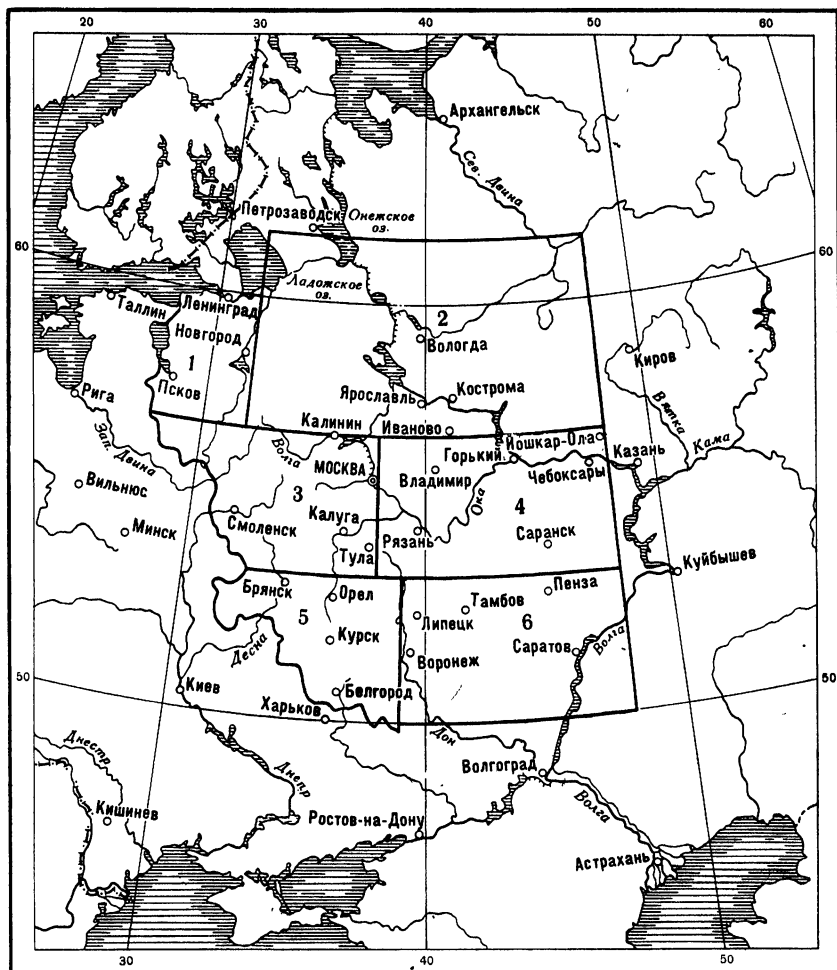 20
30
40
50
60
Архангельск
Сев. Двина
Петрозаводск
Онежское
оз.
60
60
Ладожское
оз.
Таллин
Ленинград
2
Новгород
Вологда
Киров
1
Псков
Рига
Ярославль
Кострома
Вятка
Зап. Двина
Калинин
Иваново
Волга
Йошкар-Ола
Горький
Казань
Кама
МОСКВА
Владимир
Чебоксары
Вильнюс
3
Ока
4
Смоленск
Калуга
Минск
Рязань
Саранск
Тула
Куйбышев
Брянск
Орел
Пенза
5
Тамбов
6
Липецк
Десна
Курск
Волга
Воронеж
Саратов
50
50
Киев
Белгород
Харьков
Дон
Днестр
Днепр
Волгоград
Кишинев
Ростов-на-Дону
Волга
Астрахань
30
40
50